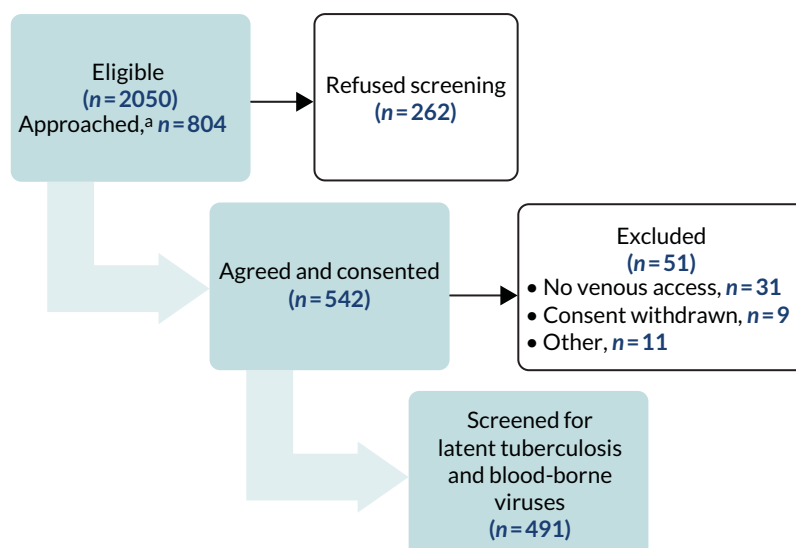 Eligible
(n=2050)
Approached,ᵃ n=804
Refused screening
(n=262)
Agreed and consented
(n=542)
Excluded
(n=51)
• No venous access, n=31
• Consent withdrawn, n=9
• Other, n=11
Screened for
latent tuberculosis
and blood-borne
viruses
(n=491)